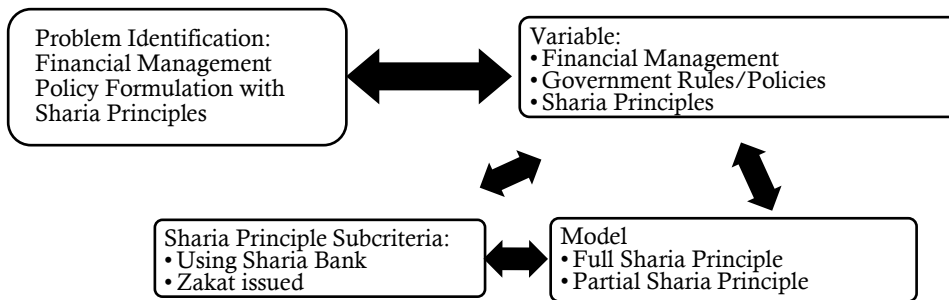 Problem Identification:
Financial Management
Policy Formulation with
Sharia Principles
Variable:
• Financial Management
• Government Rules/Policies
• Sharia Principles
Sharia Principle Subcriteria:
• Using Sharia Bank
• Zakat issued
Model
• Full Sharia Principle
• Partial Sharia Principle